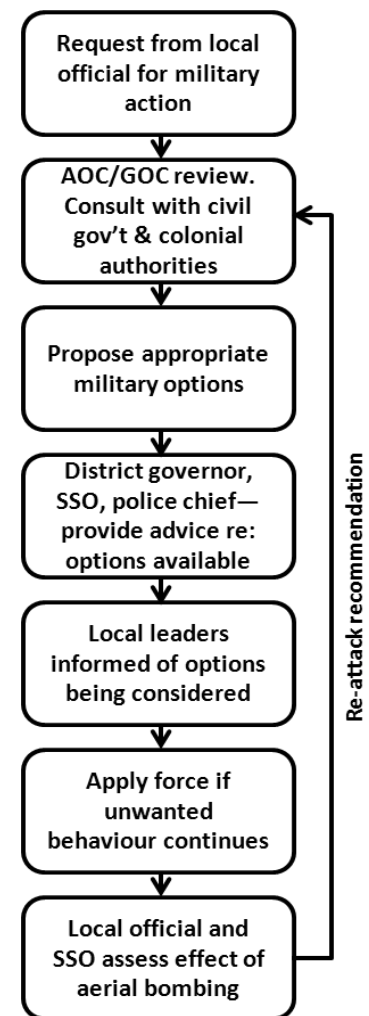 Request from local
official for military
action
AOC/GOC review.
Consult with civil
gov’t & colonial
authorities
Propose appropriate
military options
District governor,
SSO, police chief—
provide advice re:
options available
Local leaders
informed of options
being considered
Apply force if
unwanted
behaviour continues
Local official and
SSO assess effect of
aerial bombing
Re-attack recommendation